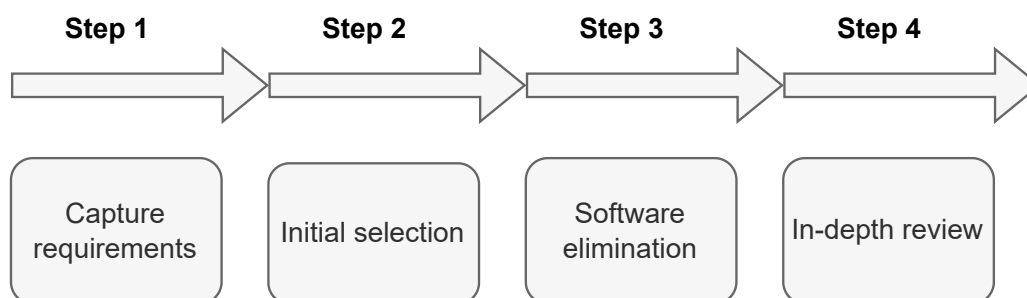 Step 1
Step 2
Step 3
Step 4
Capture
requirements
Initial selection
Software
elimination
In-depth review